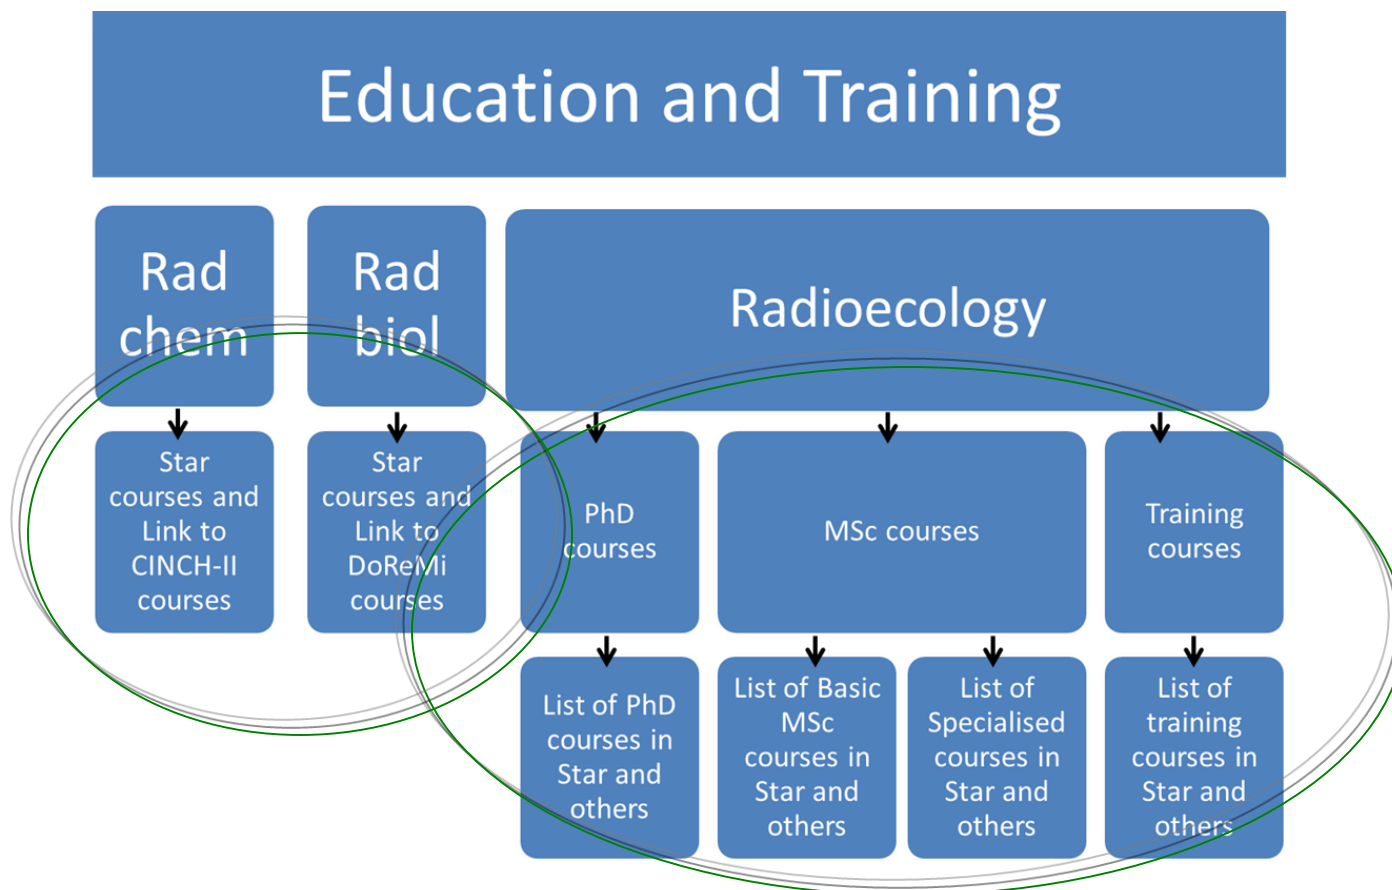 Education and Training
Rad
chem
Rad
biol
Radioecology
Star
courses and
Link to
CINCH-II
courses
Star
courses and
Link to
DoReMi
courses
PhD
courses
MSc courses
Training
courses
List of PhD
courses in
Star and
others
List of Basic
MSc
courses in
Star and
others
List of
Specialised
courses in
Star and
others
List of
training
courses in
Star and
others